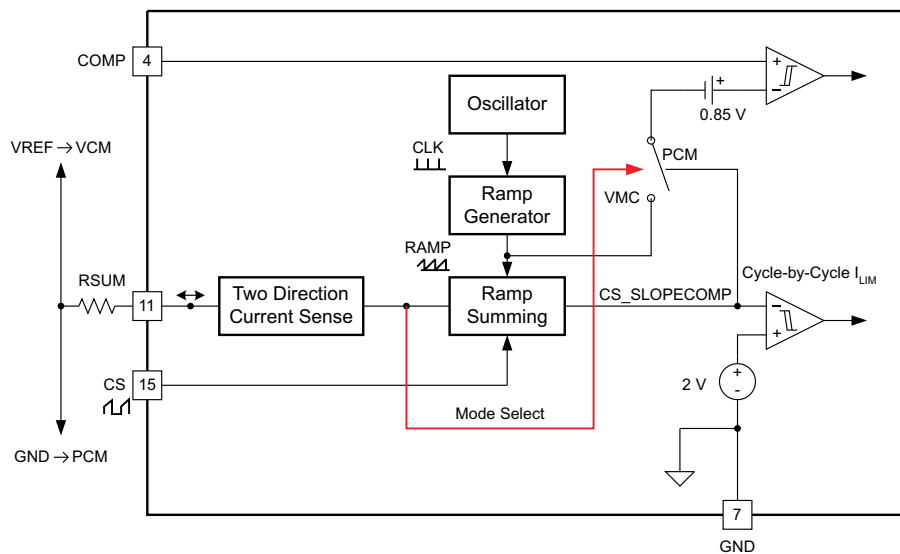 COMP
4
Oscillator
+
0.85 V
+
−
VREF → VCM
CLK
PCM
Ramp
Generator
VMC
RAMP
RSUM
11
Two Direction
Current Sense
Ramp
Summing
CS_SLOPECOMP
Cycle-by-Cycle ILIM
−
+
CS
15
2 V
+
-
Mode Select
GND → PCM
7
GND